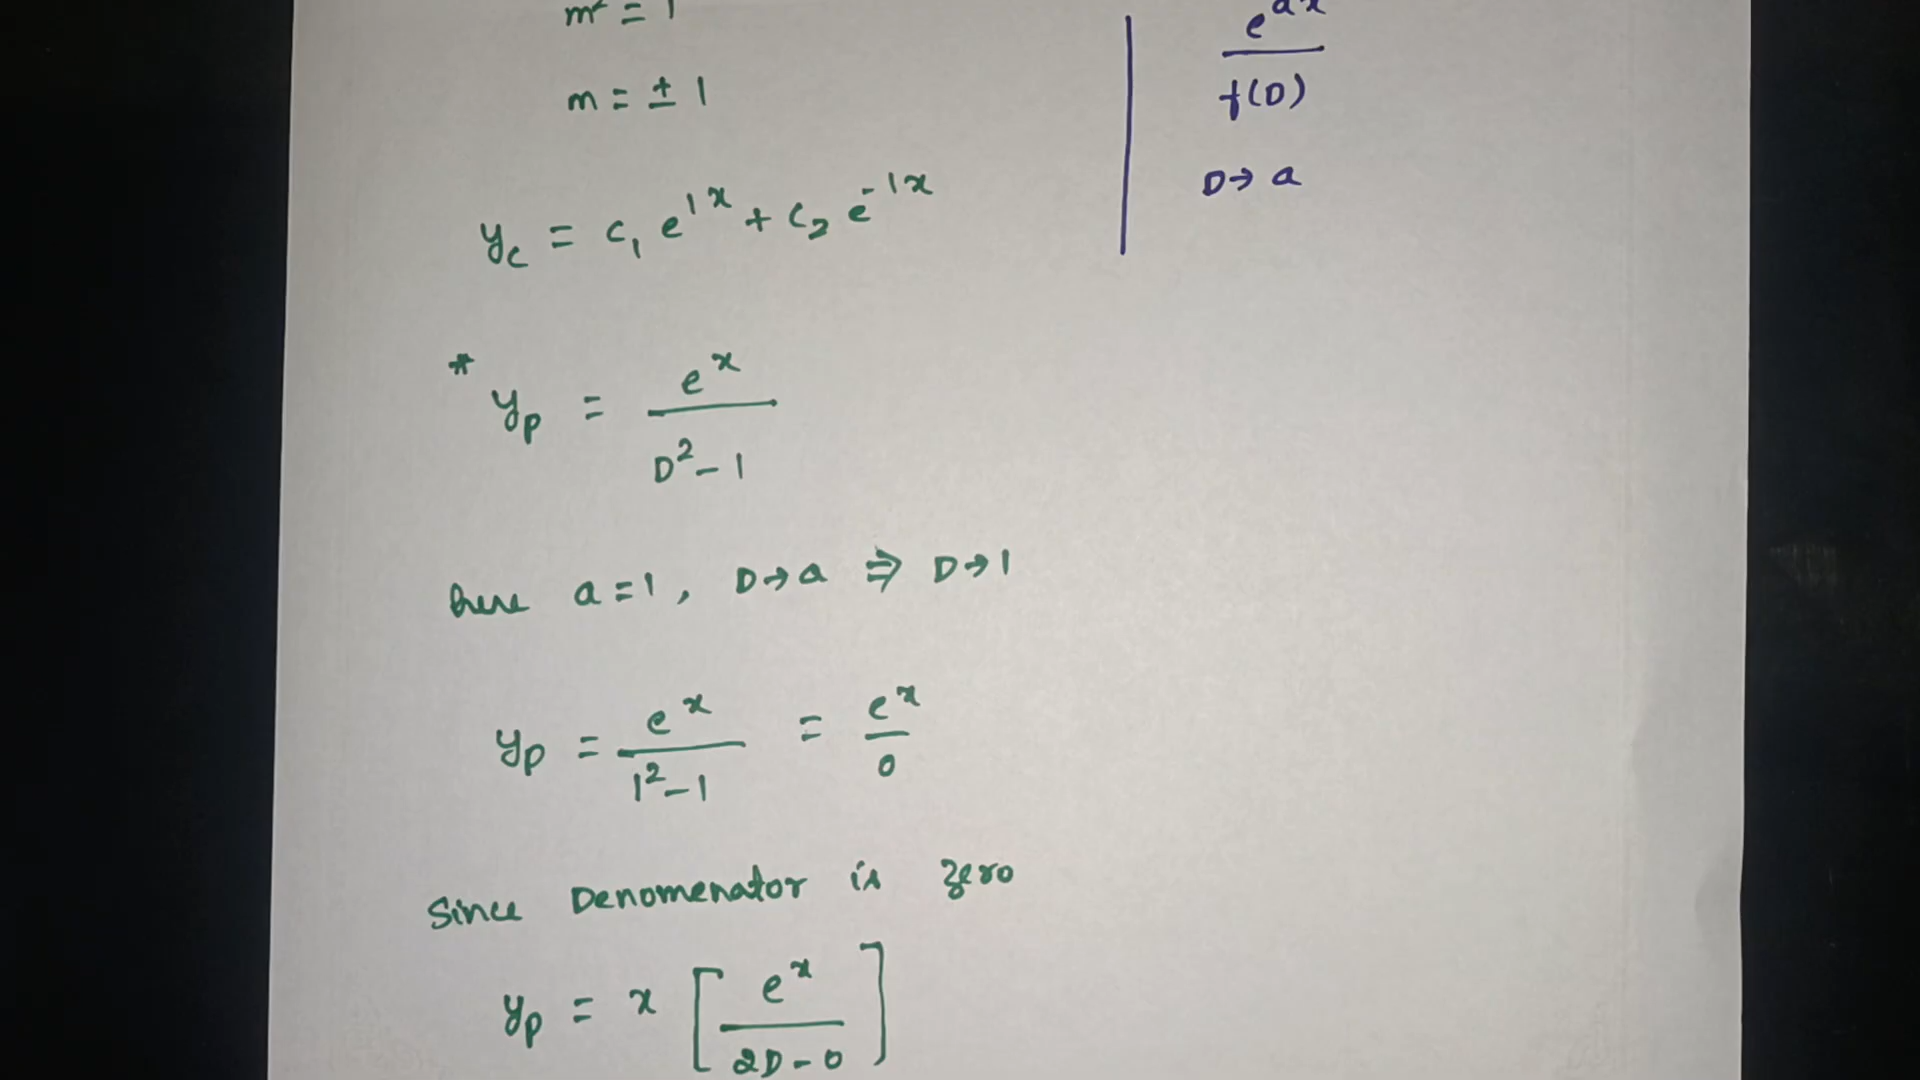 m² = 1
m = ± 1
y_c = c₁ e^{1x} + c₂ e^{-1x}
e^{ax}
f(D)
D→ a
* y_p = e^x / D² - 1
here a = 1, D→a ⇒ D→1
y_p = e^x / 1² - 1 = e^x / 0
Since Denomenator is zero
y_p = x [ e^x / 2D - 0 ]